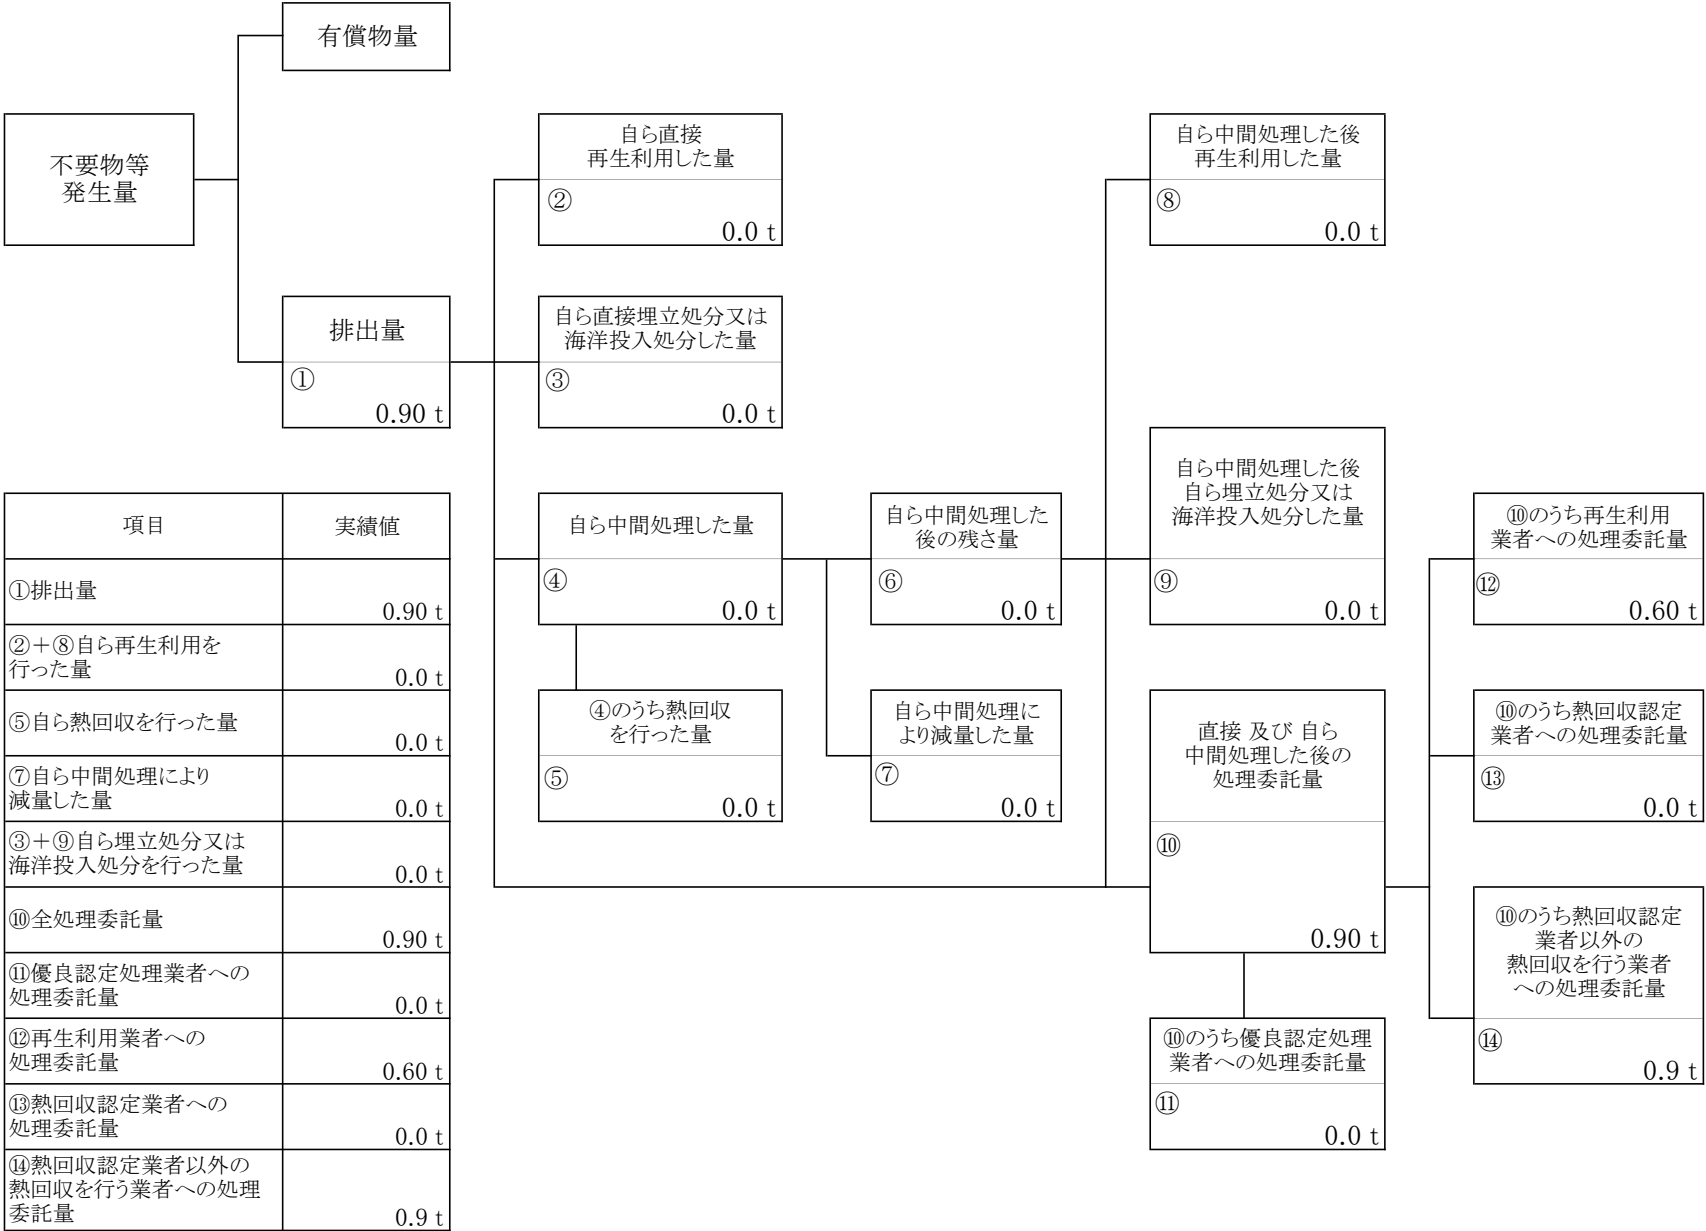 有償物量
不要物等
発生量
自ら直接
再生利用した量
②
0.0 t
自ら中間処理した後
再生利用した量
⑧
0.0 t
排出量
①
0.90 t
自ら直接埋立処分又は
海洋投入処分した量
③
0.0 t
自ら中間処理した量
④
0.0 t
自ら中間処理した
後の残さ量
⑥
0.0 t
自ら中間処理した後
自ら埋立処分又は
海洋投入処分した量
⑨
0.0 t
⑩のうち再生利用
業者への処理委託量
⑫
0.60 t
④のうち熱回収
を行った量
⑤
0.0 t
自ら中間処理に
より減量した量
⑦
0.0 t
直接 及び 自ら
中間処理した後の
処理委託量
⑩
0.90 t
⑩のうち熱回収認定
業者への処理委託量
⑬
0.0 t
⑩のうち熱回収認定
業者以外の
熱回収を行う業者
への処理委託量
⑭
0.9 t
⑩のうち優良認定処理
業者への処理委託量
⑪
0.0 t
項目 実績値
①排出量
0.90 t
②＋⑧自ら再生利用を
行った量
0.0 t
⑤自ら熱回収を行った量
0.0 t
⑦自ら中間処理により
減量した量
0.0 t
③＋⑨自ら埋立処分又は
海洋投入処分を行った量
0.0 t
⑩全処理委託量
0.90 t
⑪優良認定処理業者への
処理委託量
0.0 t
⑫再生利用業者への
処理委託量
0.60 t
⑬熱回収認定業者への
処理委託量
0.0 t
⑭熱回収認定業者以外の
熱回収を行う業者への処理
委託量
0.9 t